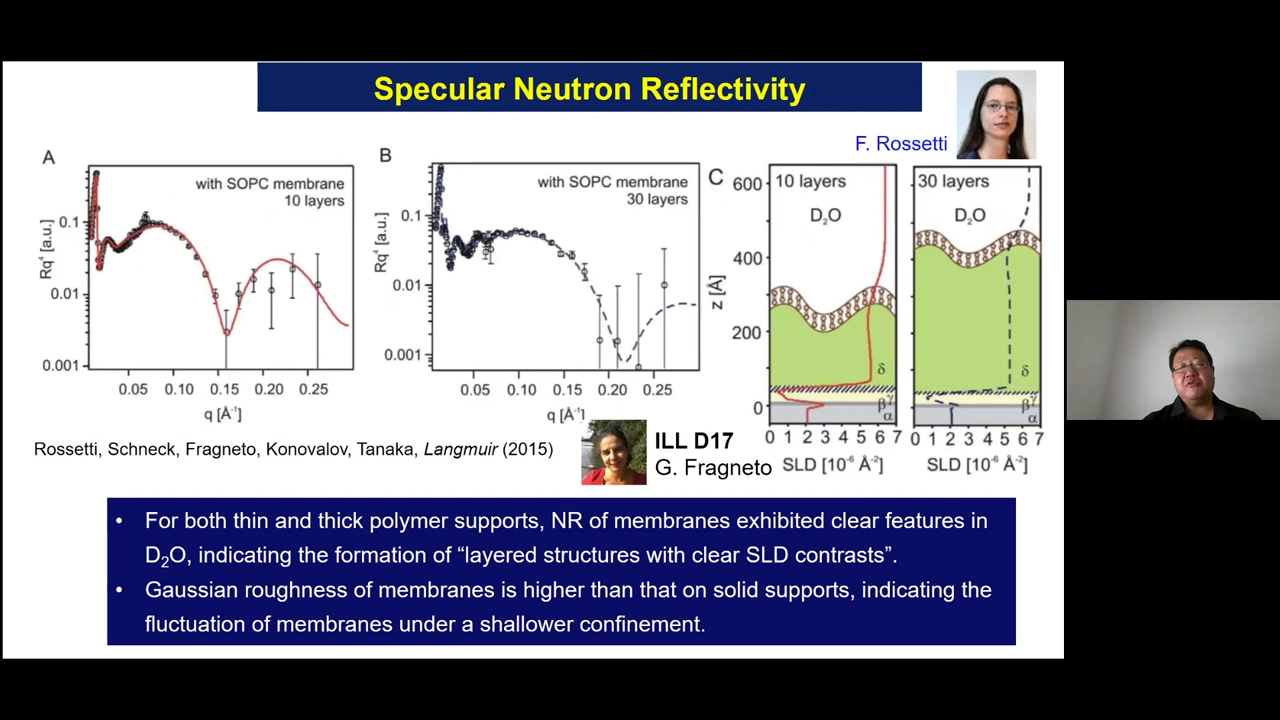 Specular Neutron Reflectivity
F. Rossetti
A
with SOPC membrane
10 layers
Rq⁴ [a.u.]
0.1
0.01
0.001
0.05 0.10 0.15 0.20 0.25
q [Å⁻¹]
B
with SOPC membrane
30 layers
Rq⁴ [a.u.]
0.1
0.01
0.001
0.05 0.10 0.15 0.20 0.25
q [Å⁻¹]
C
10 layers
D₂O
z [Å]
600
400
200
0
δ
γ
β
α
0 1 2 3 4 5 6 7
SLD [10⁻⁶ Å⁻²]
30 layers
D₂O
δ
γ
β
α
0 1 2 3 4 5 6 7
SLD [10⁻⁶ Å⁻²]
Rossetti, Schneck, Fragneto, Konovalov, Tanaka, Langmuir (2015)
ILL D17
G. Fragneto
• For both thin and thick polymer supports, NR of membranes exhibited clear features in
D₂O, indicating the formation of “layered structures with clear SLD contrasts”.
• Gaussian roughness of membranes is higher than that on solid supports, indicating the
fluctuation of membranes under a shallower confinement.